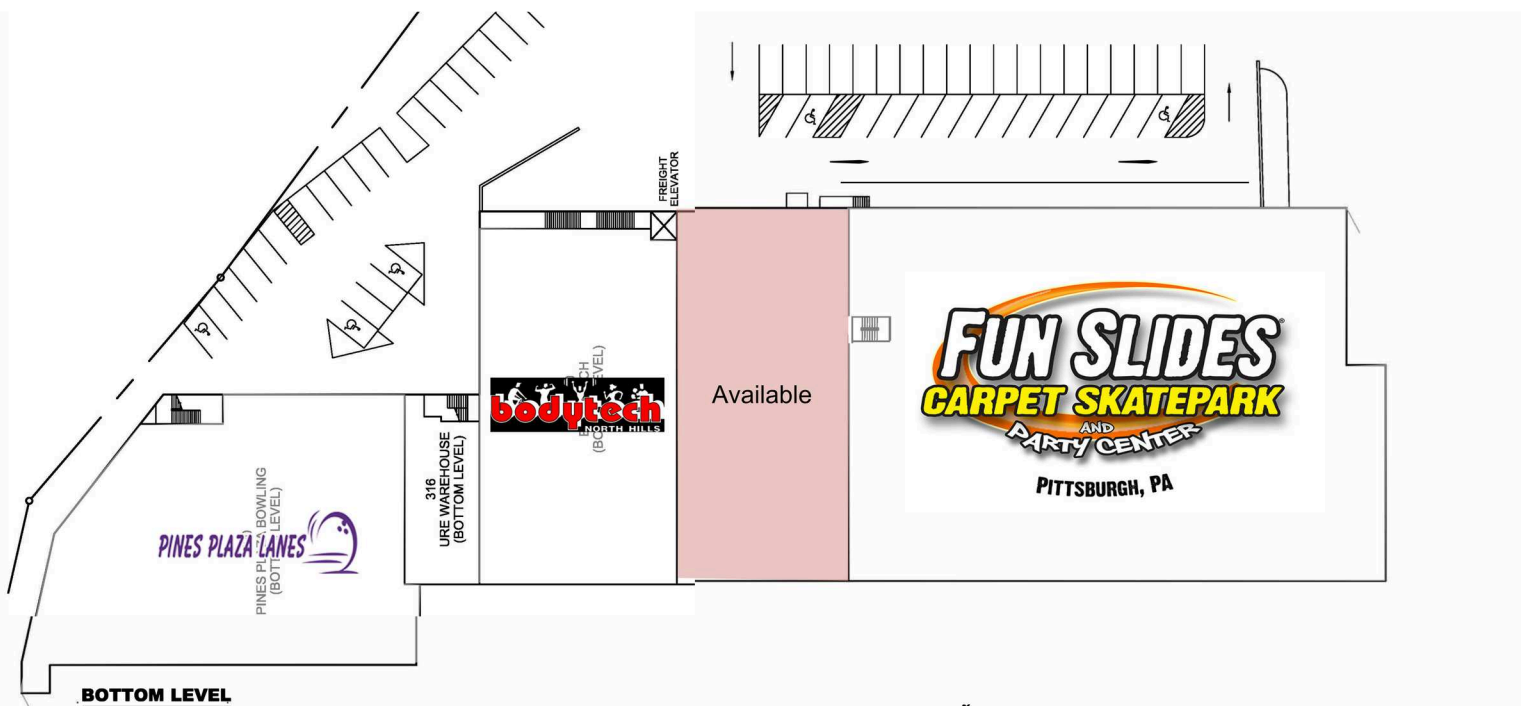 FREIGHT
ELEVATOR
Available
FUN SLIDES®
CARPET SKATEPARK
AND
PARTY CENTER
PITTSBURGH, PA
bodytech
NORTH HILLS
316
URE WAREHOUSE
(BOTTOM LEVEL)
PINES PLAZA LANES
BOWLING
BOTTOM LEVEL